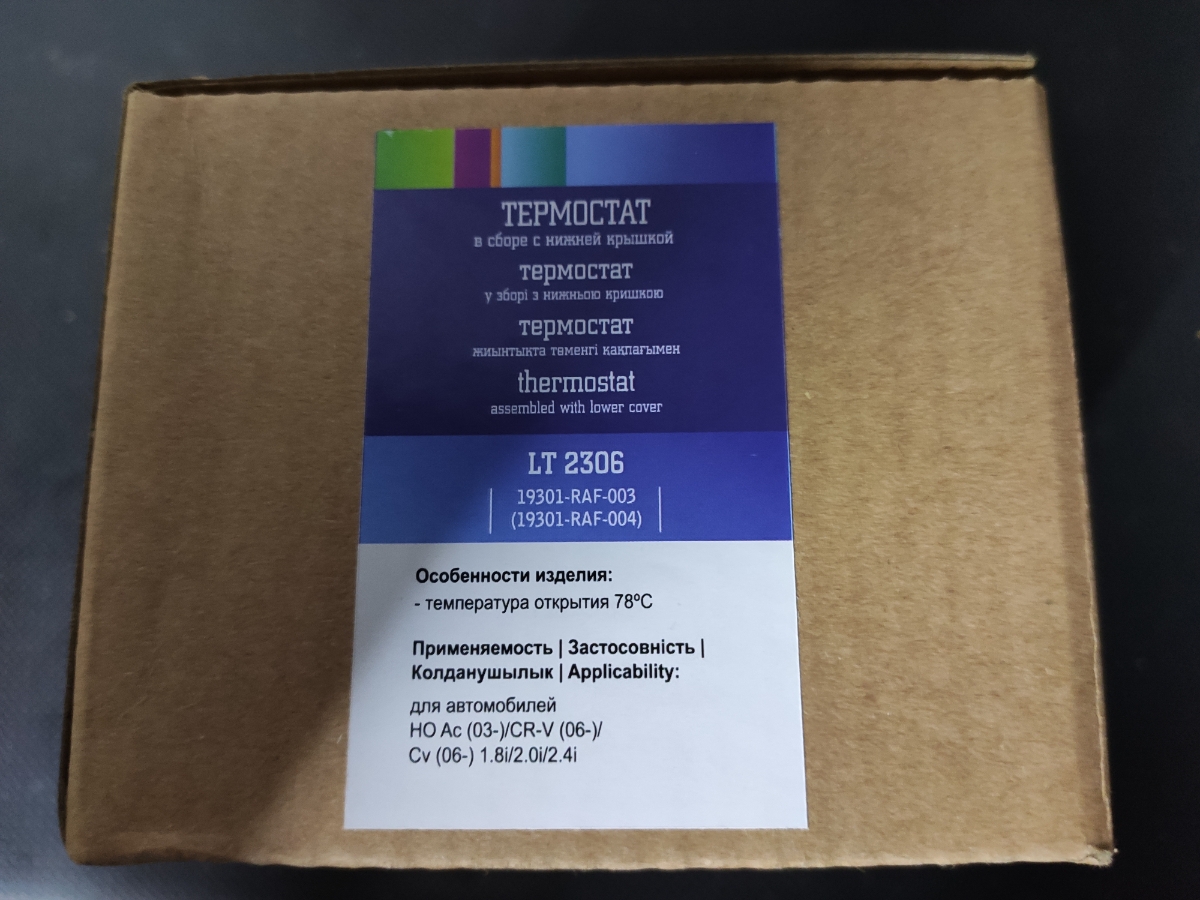 ТЕРМОСТАТ
в сборе с нижней крышкой
термостат
у зборі з нижньою кришкою
термостат
жиынтықта төменгі қақпағымен
thermostat
assembled with lower cover
LT 2306
19301-RAF-003
(19301-RAF-004)
Особенности изделия:
- температура открытия 78ºC
Применяемость | Застосовність |
Колданушылык | Applicability:
для автомобилей
HO Ac (03-)/CR-V (06-)/
Cv (06-) 1.8i/2.0i/2.4i